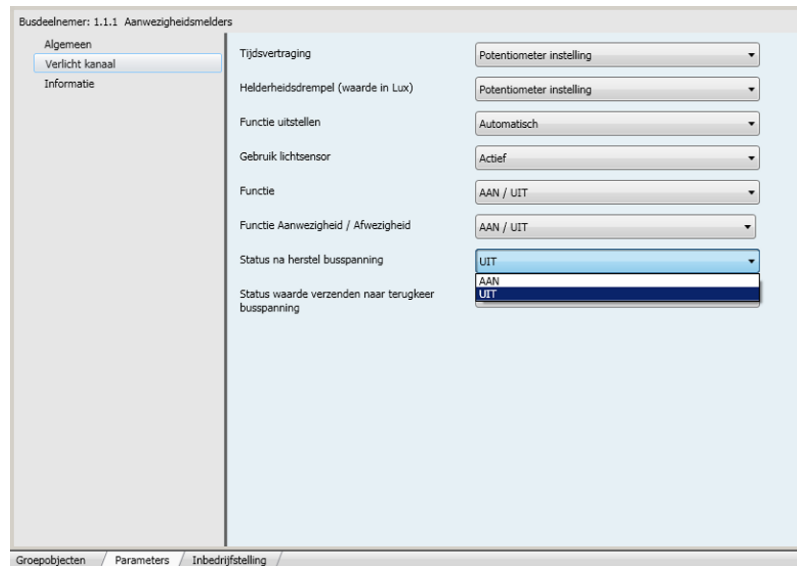 Busdeelnemer: 1.1.1 Aanwezigheidsmelders
Algemeen
Verlicht kanaal
Informatie
Tijdsvertraging
Potentiometer instelling
Helderheidsdrempel (waarde in Lux)
Potentiometer instelling
Functie uitstellen
Automatisch
Gebruik lichtsensor
Actief
Functie
AAN / UIT
Functie Aanwezigheid / Afwezigheid
AAN / UIT
Status na herstel busspanning
UIT
AAN
UIT
Status waarde verzenden naar terugkeer
busspanning
Groepobjecten
Parameters
Inbedrijfstelling